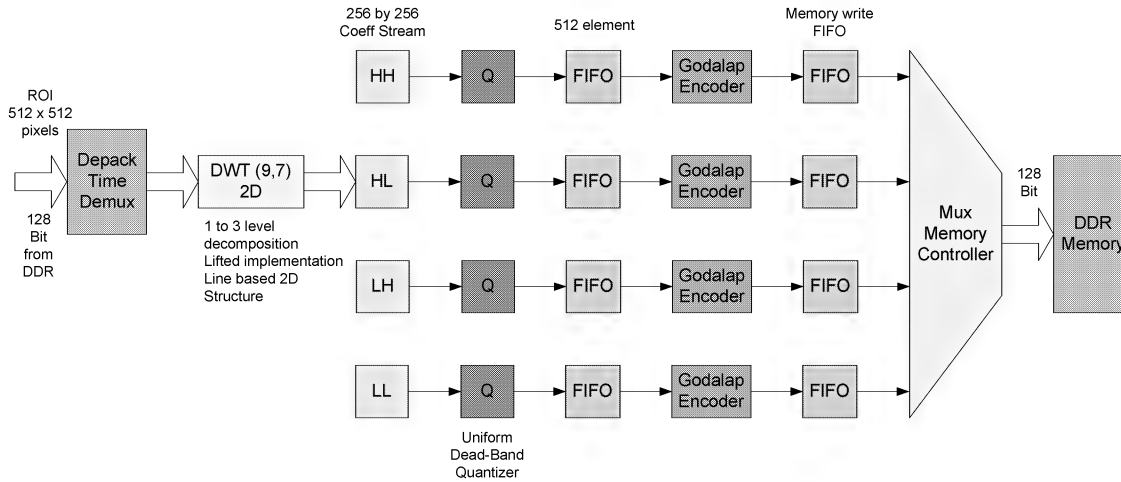 256 by 256
Coeff Stream
512 element
Memory write
FIFO
HH
Q
FIFO
Godalap
Encoder
FIFO
ROI
512 x 512
pixels
Depack
Time
Demux
128
Bit
from
DDR
DWT (9,7)
2D
1 to 3 level
decomposition
Lifted implementation
Line based 2D
Structure
HL
Q
FIFO
Godalap
Encoder
FIFO
LH
Q
FIFO
Godalap
Encoder
FIFO
LL
Q
FIFO
Godalap
Encoder
FIFO
Uniform
Dead-Band
Quantizer
Mux
Memory
Controller
128
Bit
DDR
Memory